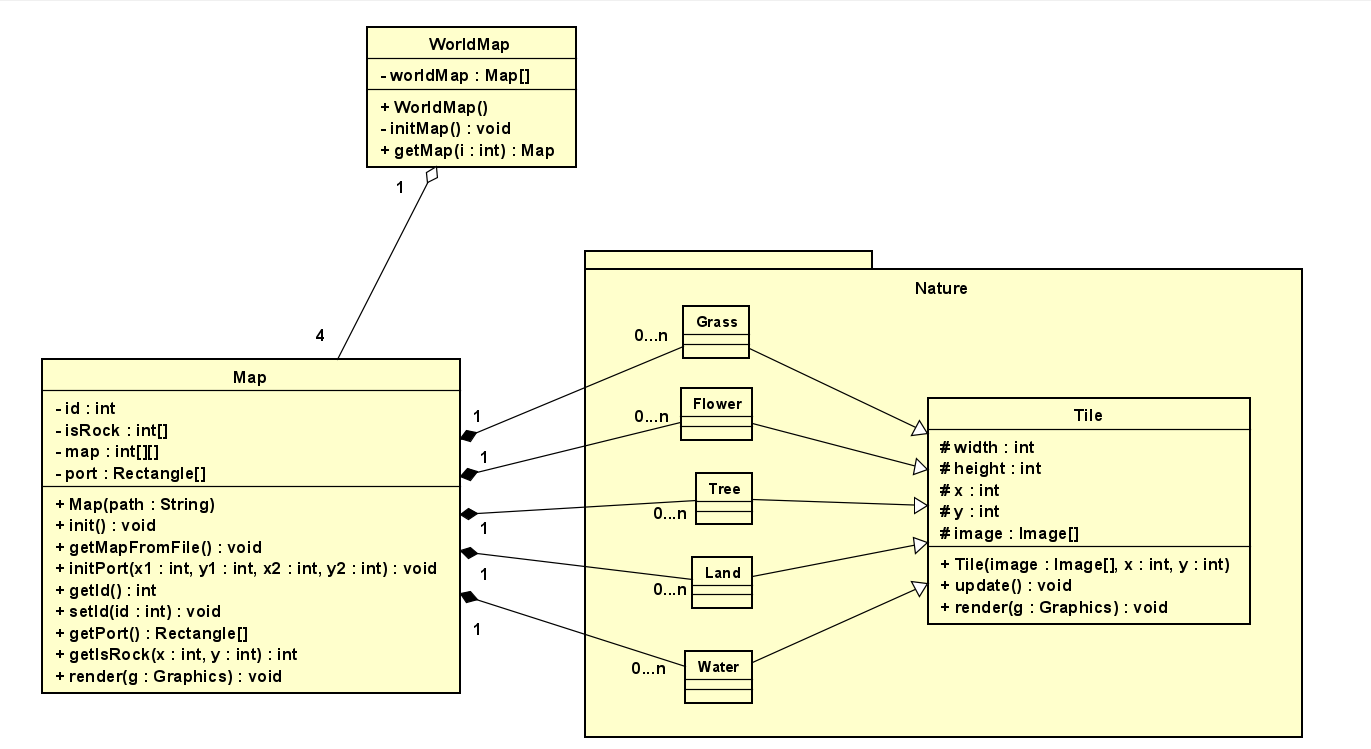 WorldMap
- worldMap : Map[]
+ WorldMap()
- initMap() : void
+ getMap(i : int) : Map
1
4
Map
- id : int
- isRock : int[]
- map : int[][]
- port : Rectangle[]
+ Map(path : String)
+ init() : void
+ getMapFromFile() : void
+ initPort(x1 : int, y1 : int, x2 : int, y2 : int) : void
+ getId() : int
+ setId(id : int) : void
+ getPort() : Rectangle[]
+ getIsRock(x : int, y : int) : int
+ render(g : Graphics) : void
1
1
1
1
1
Nature
0...n
Grass
0...n
Flower
0...n
Tree
0...n
Land
0...n
Water
Tile
# width : int
# height : int
# x : int
# y : int
# image : Image[]
+ Tile(image : Image[], x : int, y : int)
+ update() : void
+ render(g : Graphics) : void